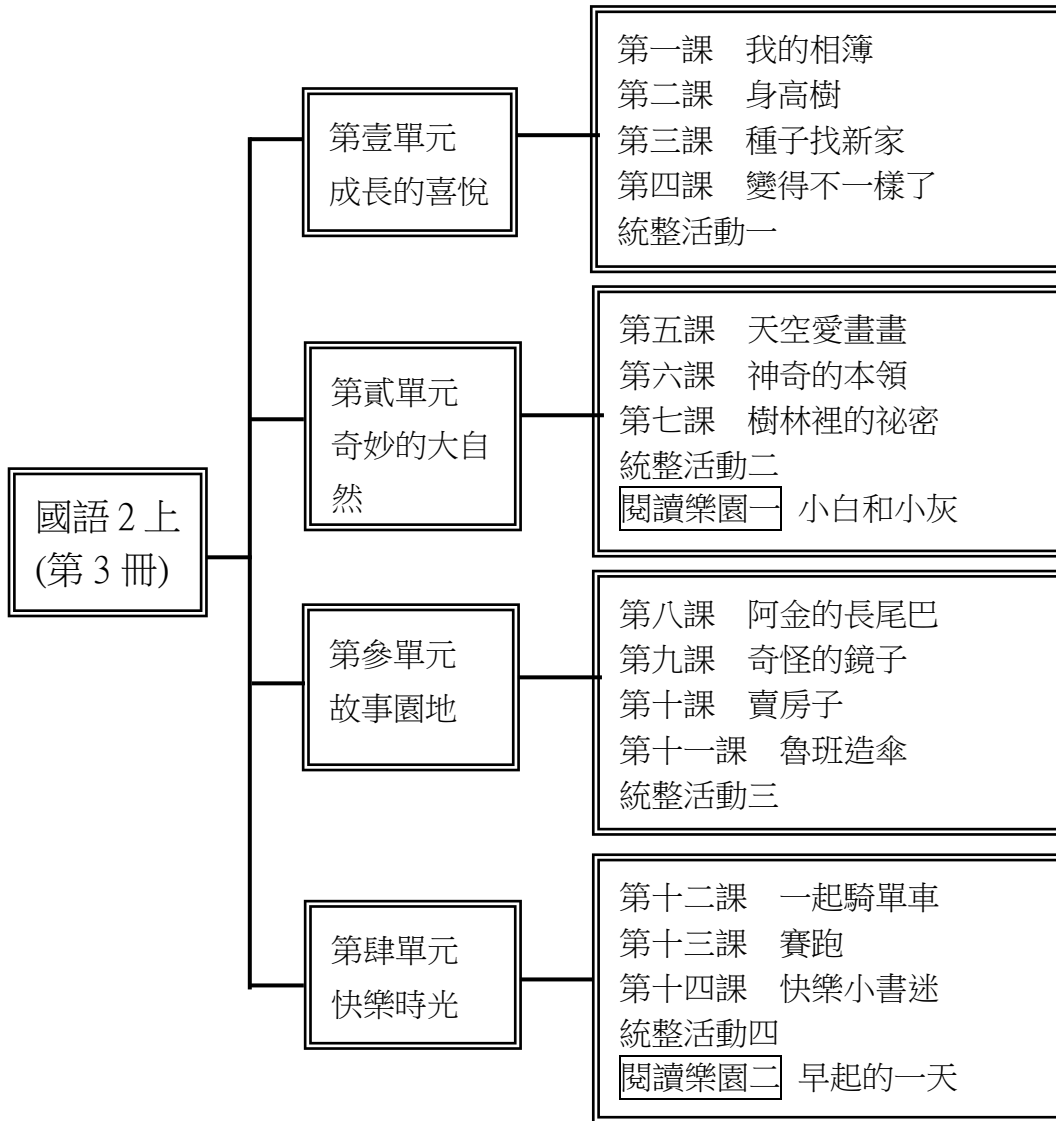 國語 2 上
(第 3 冊)
第壹單元
成長的喜悅
第一課　我的相簿
第二課　身高樹
第三課　種子找新家
第四課　變得不一樣了
統整活動一
第貳單元
奇妙的大自
然
第五課　天空愛畫畫
第六課　神奇的本領
第七課　樹林裡的祕密
統整活動二
閱讀樂園一 小白和小灰
第參單元
故事園地
第八課　阿金的長尾巴
第九課　奇怪的鏡子
第十課　賣房子
第十一課　魯班造傘
統整活動三
第肆單元
快樂時光
第十二課　一起騎單車
第十三課　賽跑
第十四課　快樂小書迷
統整活動四
閱讀樂園二 早起的一天